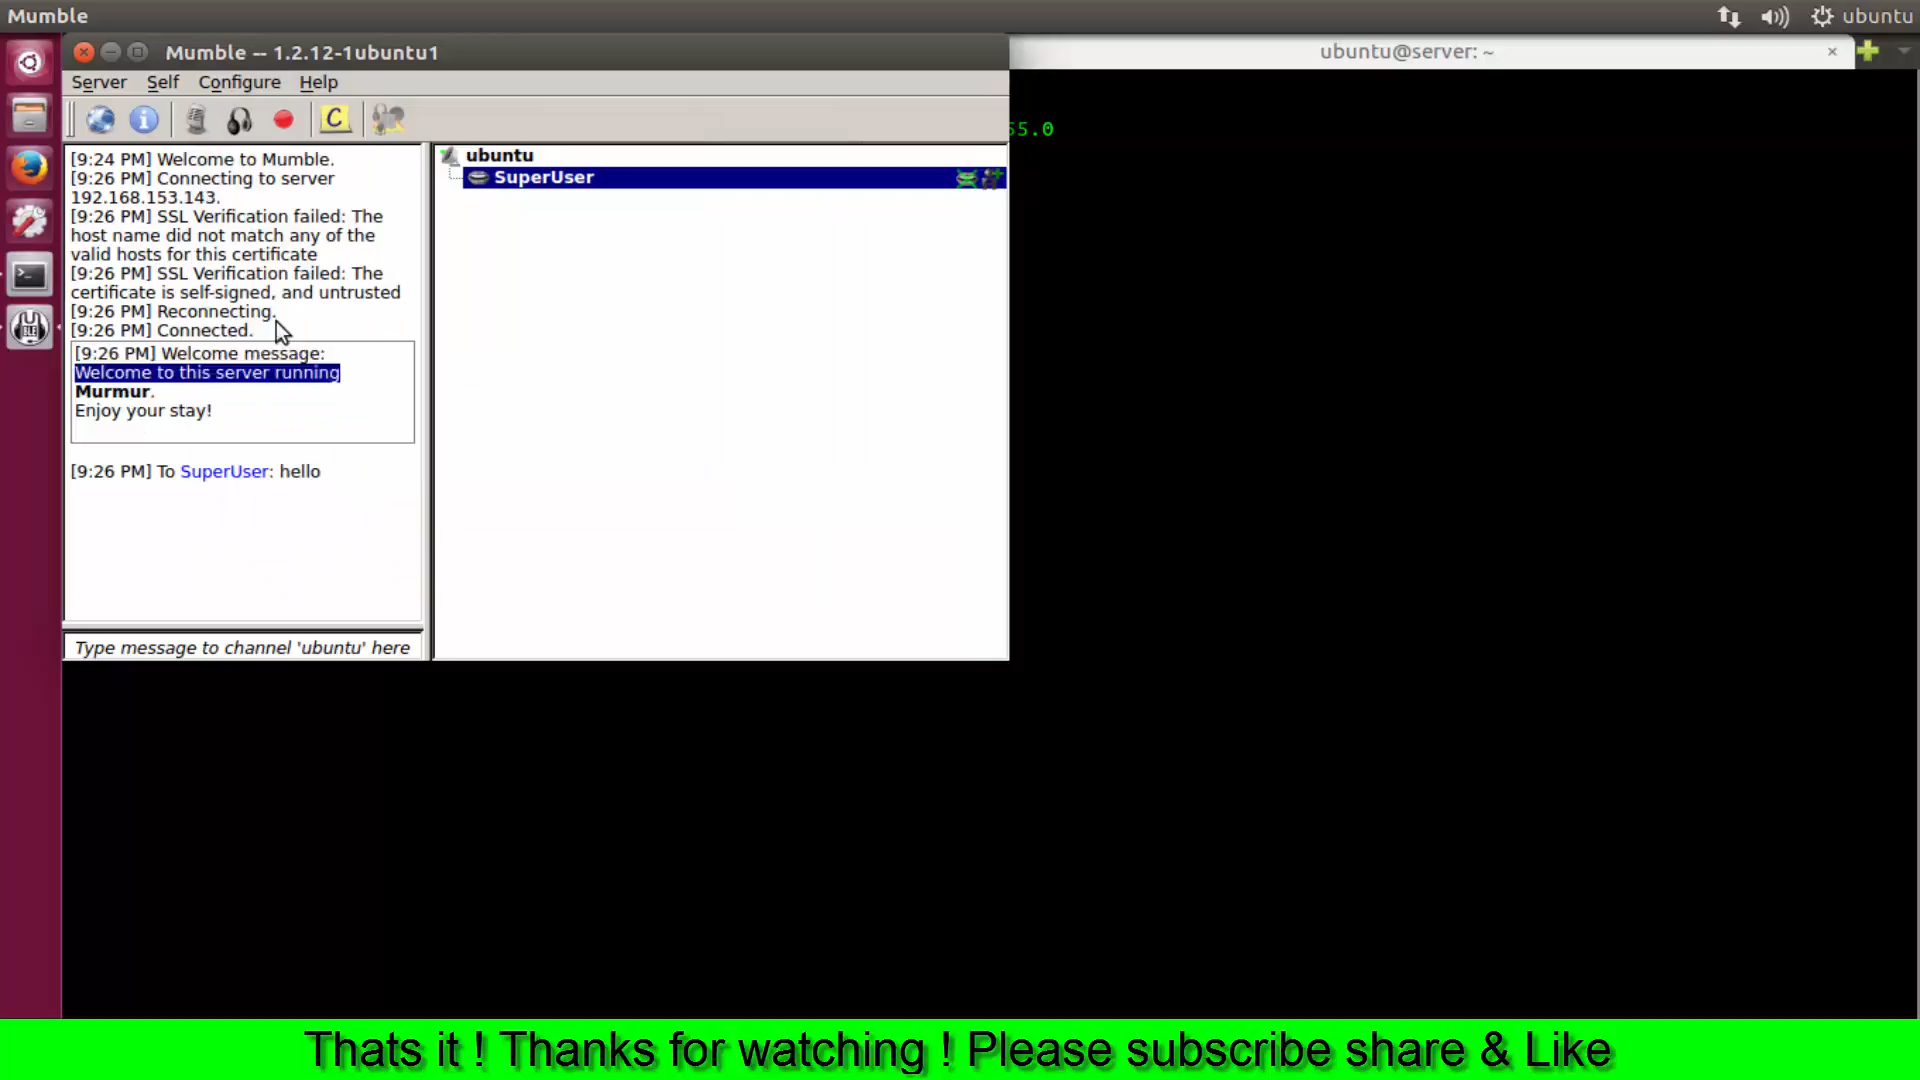 Mumble
ubuntu
Mumble -- 1.2.12-1ubuntu1
ubuntu@server: ~
Server Self Configure Help
C
55.0
[9:24 PM] Welcome to Mumble.
[9:26 PM] Connecting to server
192.168.153.143.
[9:26 PM] SSL Verification failed: The
host name did not match any of the
valid hosts for this certificate
[9:26 PM] SSL Verification failed: The
certificate is self-signed, and untrusted
[9:26 PM] Reconnecting.
[9:26 PM] Connected.
[9:26 PM] Welcome message:
Welcome to this server running
Murmur.
Enjoy your stay!
[9:26 PM] To SuperUser: hello
Type message to channel 'ubuntu' here
ubuntu
SuperUser
Thats it ! Thanks for watching ! Please subscribe share & Like